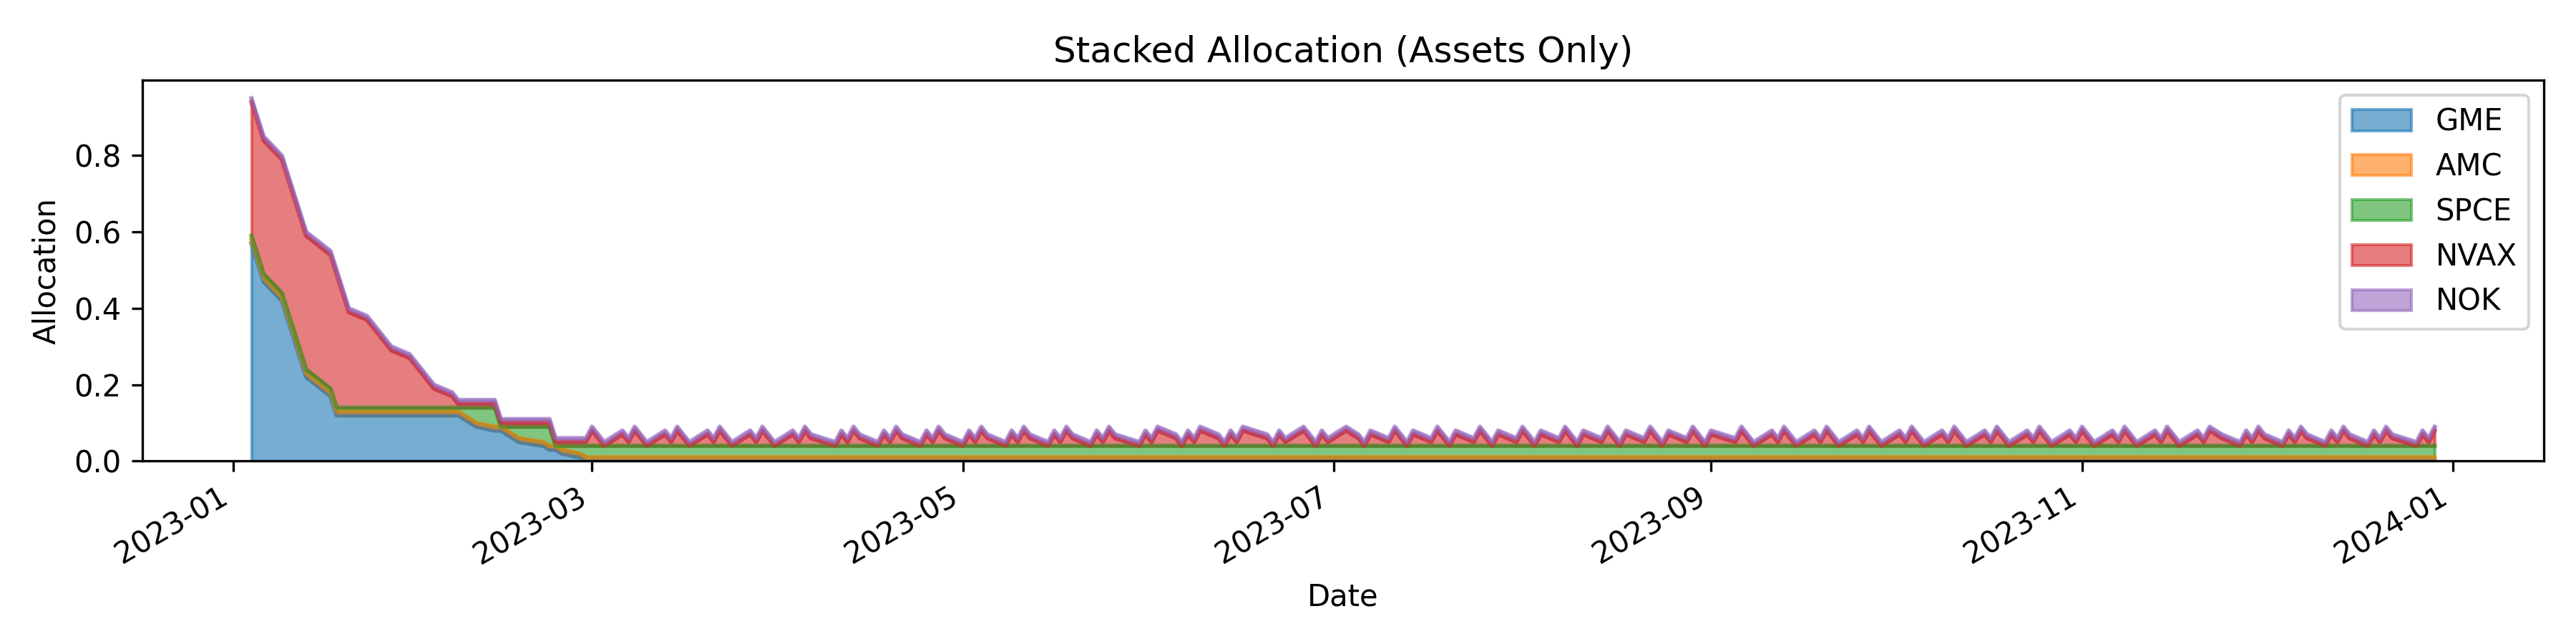 Stacked Allocation (Assets Only)
Allocation
0.8
0.6
0.4
0.2
0.0
GME
AMC
SPCE
NVAX
NOK
2023-01
2023-03
2023-05
2023-07
2023-09
2023-11
2024-01
Date